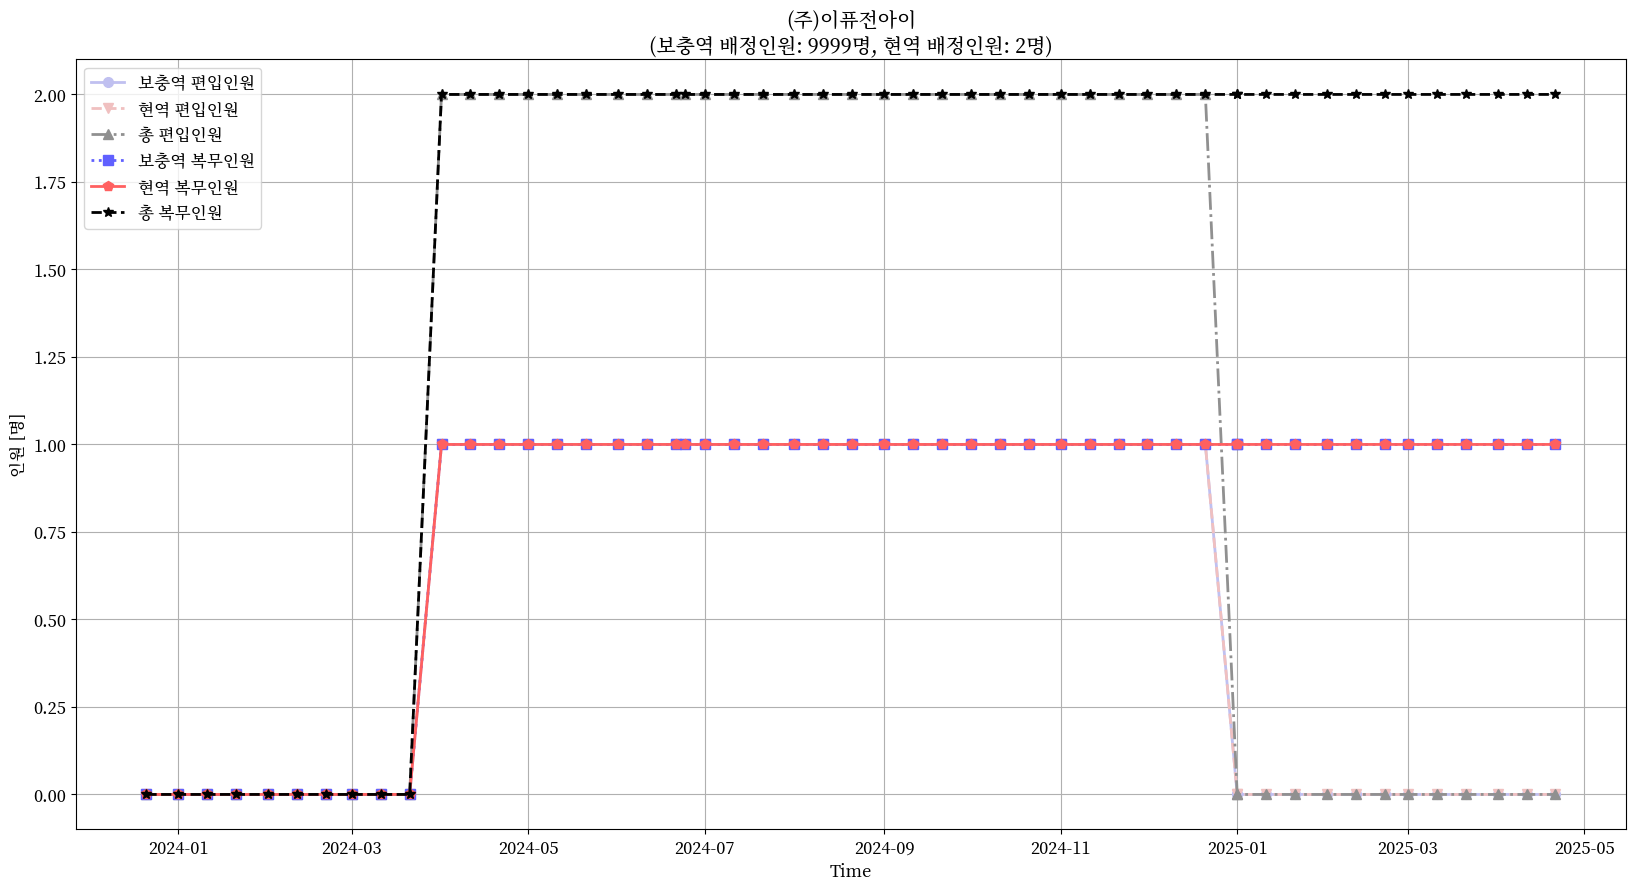 (주)이퓨전아이
(보충역 배정인원: 9999명, 현역 배정인원: 2명)
보충역 편입인원
현역 편입인원
총 편입인원
보충역 복무인원
현역 복무인원
총 복무인원
2.00
1.75
1.50
1.25
1.00
0.75
0.50
0.25
0.00
인원 [명]
2024-01
2024-03
2024-05
2024-07
2024-09
2024-11
2025-01
2025-03
2025-05
Time